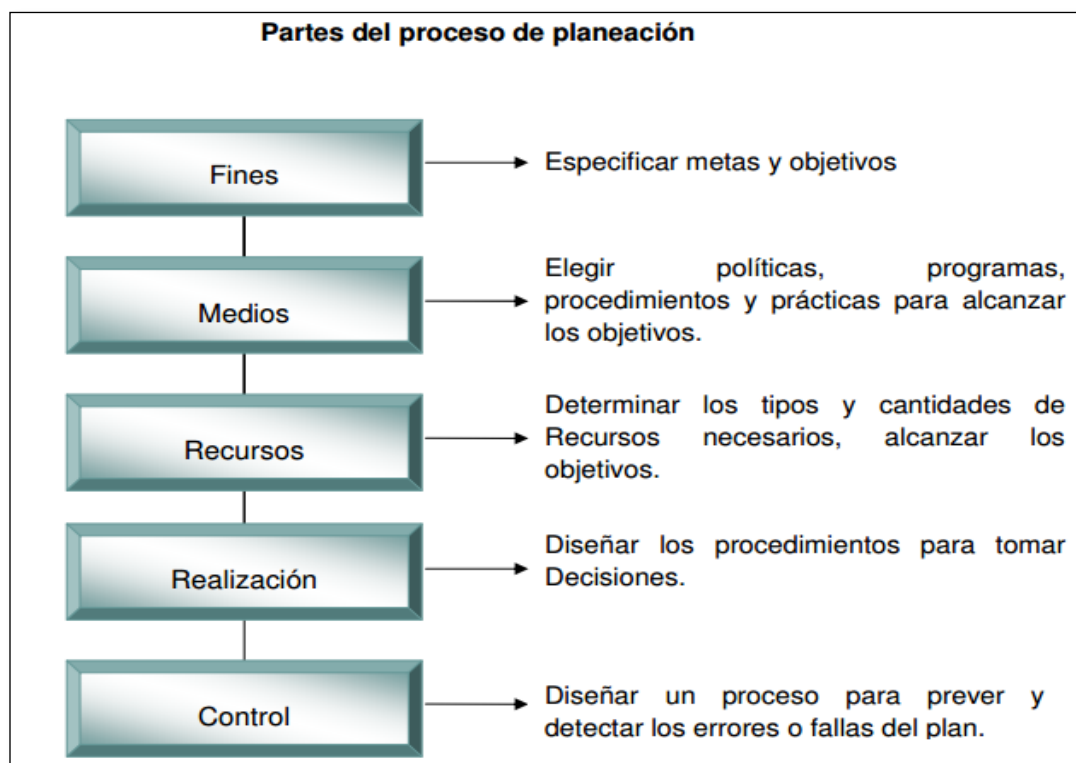 Partes del proceso de planeación
Fines
Especificar metas y objetivos
Medios
Elegir políticas, programas,
procedimientos y prácticas para alcanzar
los objetivos.
Recursos
Determinar los tipos y cantidades de
Recursos necesarios, alcanzar los
objetivos.
Realización
Diseñar los procedimientos para tomar
Decisiones.
Control
Diseñar un proceso para prever y
detectar los errores o fallas del plan.